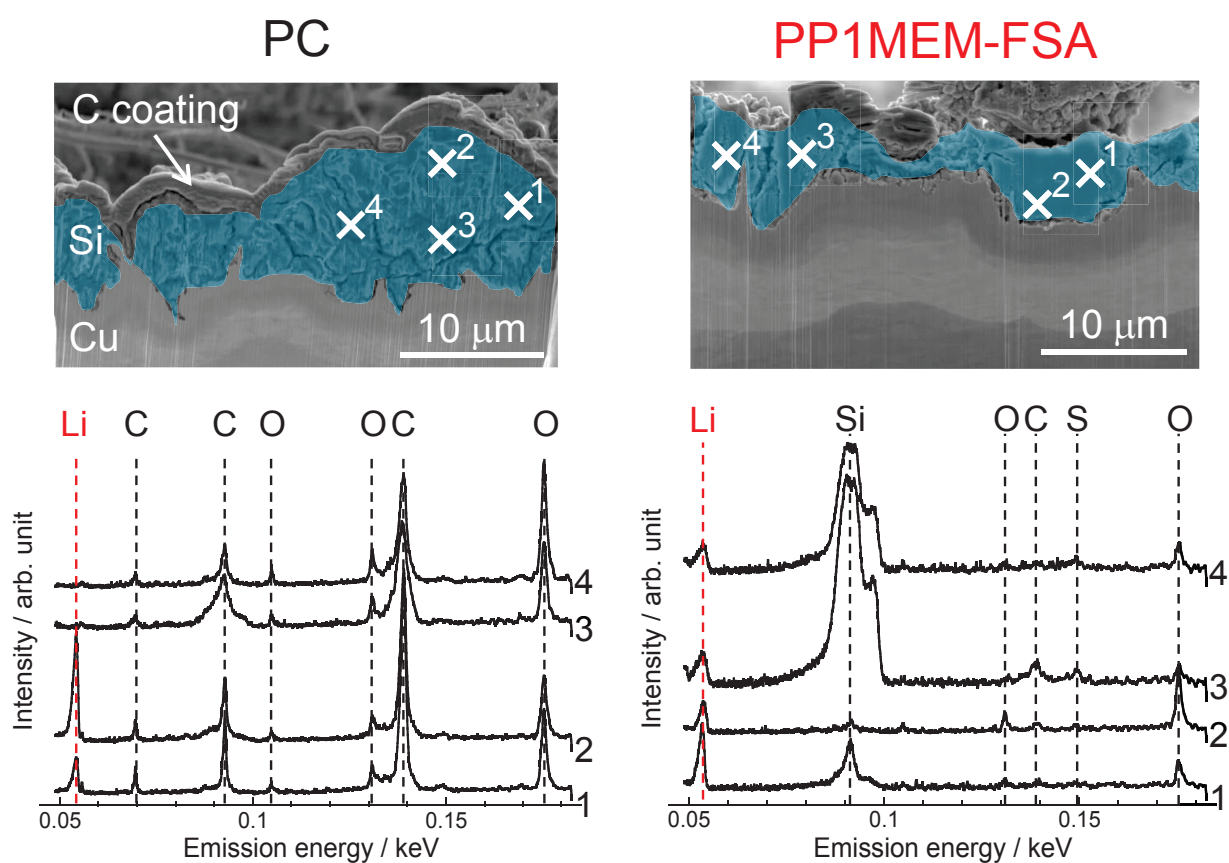 PC
PP1MEM-FSA
C coating
Si
Cu
2
1
4
3
10 μm
4
3
1
2
10 μm
Li C C O O C O
Intensity / arb. unit
4
3
2
1
0.05 0.1 0.15
Emission energy / keV
Li Si O C S O
Intensity / arb. unit
4
3
2
1
0.05 0.1 0.15
Emission energy / keV